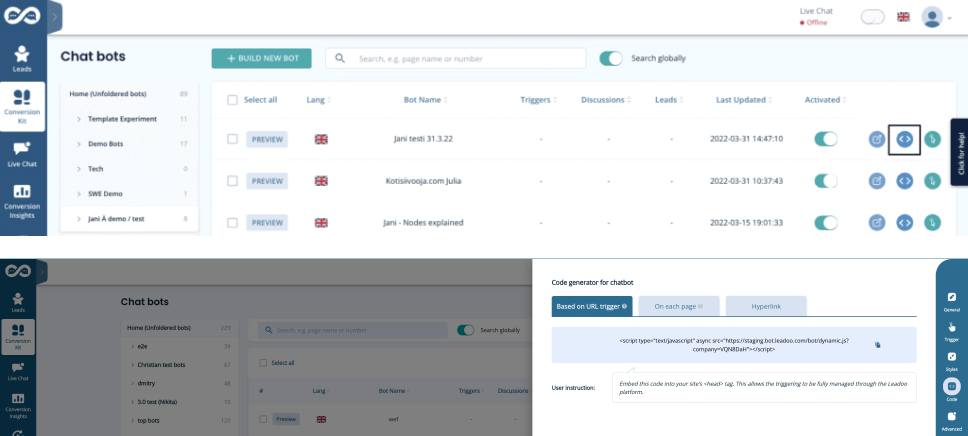 Live Chat
Offline
Chat bots
+ BUILD NEW BOT
Search, e.g. page name or number
Search globally
Leads
Conversion
Kit
Live Chat
Conversion
Insights
Home (Unfoldered bots) 89
Template Experiment 11
Demo Bots 17
Tech 0
SWE Demo 1
Jani Ä demo / test 8
Select all Lang Bot Name Triggers Discussions Leads Last Updated Activated
PREVIEW Jani testi 31.3.22 - - - 2022-03-31 14:47:10
PREVIEW Kotisiivooja.com Julia - - - 2022-03-31 10:37:43
PREVIEW Jani - Nodes explained - - - 2022-03-15 19:01:33
Click for help!
Leads
Conversion
Kit
Live Chat
Conversion
Insights
Chat bots
Home (Unfoldered bots) 229
e2e 39
Christian test bots 67
dmitry 48
3.0 test (Nikita) 10
top bots 120
Search, e.g. page name or number
Search globally
Select all
# Lang Bot Name Triggers Discussions
Preview wef - -
Code generator for chatbot
Based on URL trigger On each page Hyperlink
<script type="text/javascript" async src="https://staging.bot.leadoo.com/bot/dynamic.js?
company=VQN8DaH"></script>
User instruction:
Embed this code into your site's <head> tag. This allows the triggering to be fully managed through the Leadoo
platform.
General
Trigger
Styles
Code
Advanced